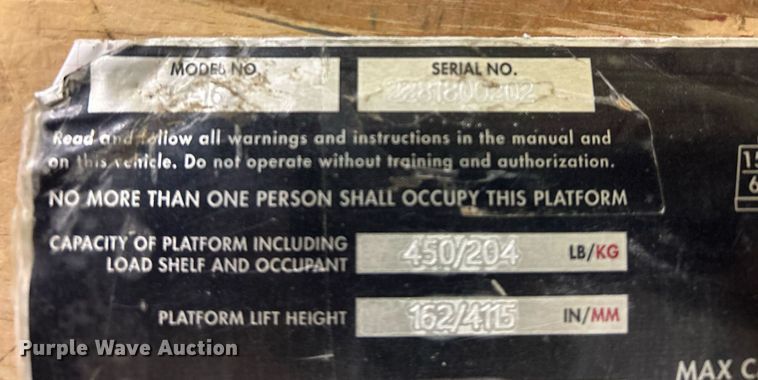 MODEL NO.
SERIAL NO.
2281800202
Read and follow all warnings and instructions in the manual and
on this vehicle. Do not operate without training and authorization.
NO MORE THAN ONE PERSON SHALL OCCUPY THIS PLATFORM
CAPACITY OF PLATFORM INCLUDING
LOAD SHELF AND OCCUPANT
450/204 LB/KG
PLATFORM LIFT HEIGHT 162/4115 IN/MM
Purple Wave Auction